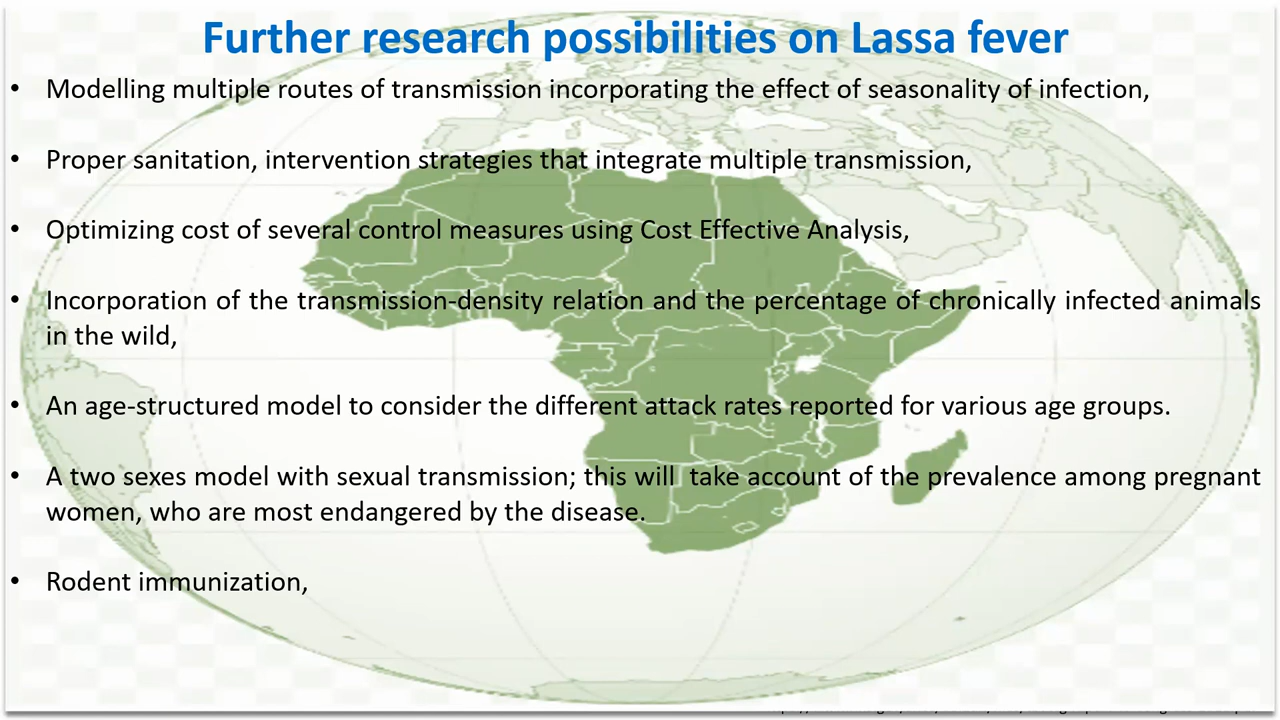 Further research possibilities on Lassa fever
• Modelling multiple routes of transmission incorporating the effect of seasonality of infection,
• Proper sanitation, intervention strategies that integrate multiple transmission,
• Optimizing cost of several control measures using Cost Effective Analysis,
• Incorporation of the transmission-density relation and the percentage of chronically infected animals
in the wild,
• An age-structured model to consider the different attack rates reported for various age groups.
• A two sexes model with sexual transmission; this will take account of the prevalence among pregnant
women, who are most endangered by the disease.
• Rodent immunization,